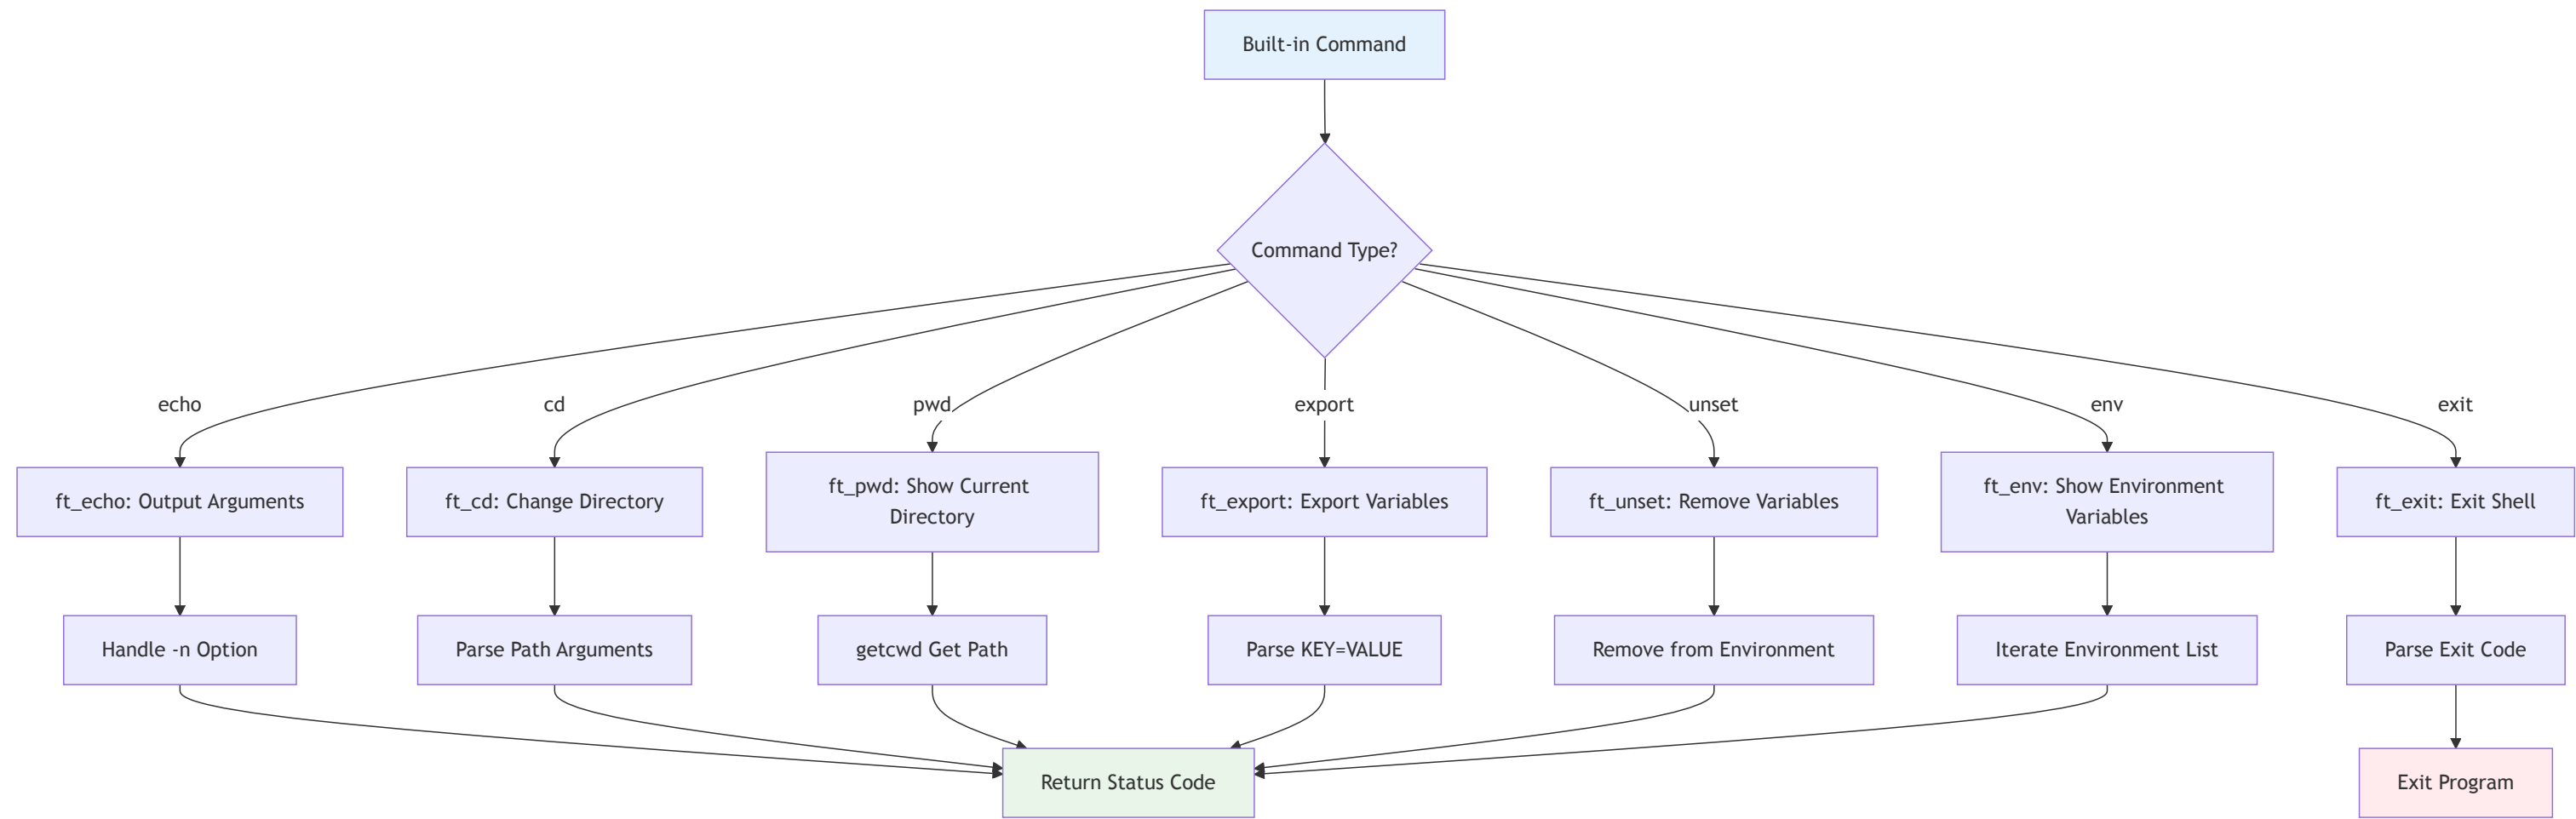 Built-in Command
Command Type?
echo
cd
pwd
export
unset
env
exit
ft_echo: Output Arguments
ft_cd: Change Directory
ft_pwd: Show Current
Directory
ft_export: Export Variables
ft_unset: Remove Variables
ft_env: Show Environment
Variables
ft_exit: Exit Shell
Handle -n Option
Parse Path Arguments
getcwd Get Path
Parse KEY=VALUE
Remove from Environment
Iterate Environment List
Parse Exit Code
Return Status Code
Exit Program